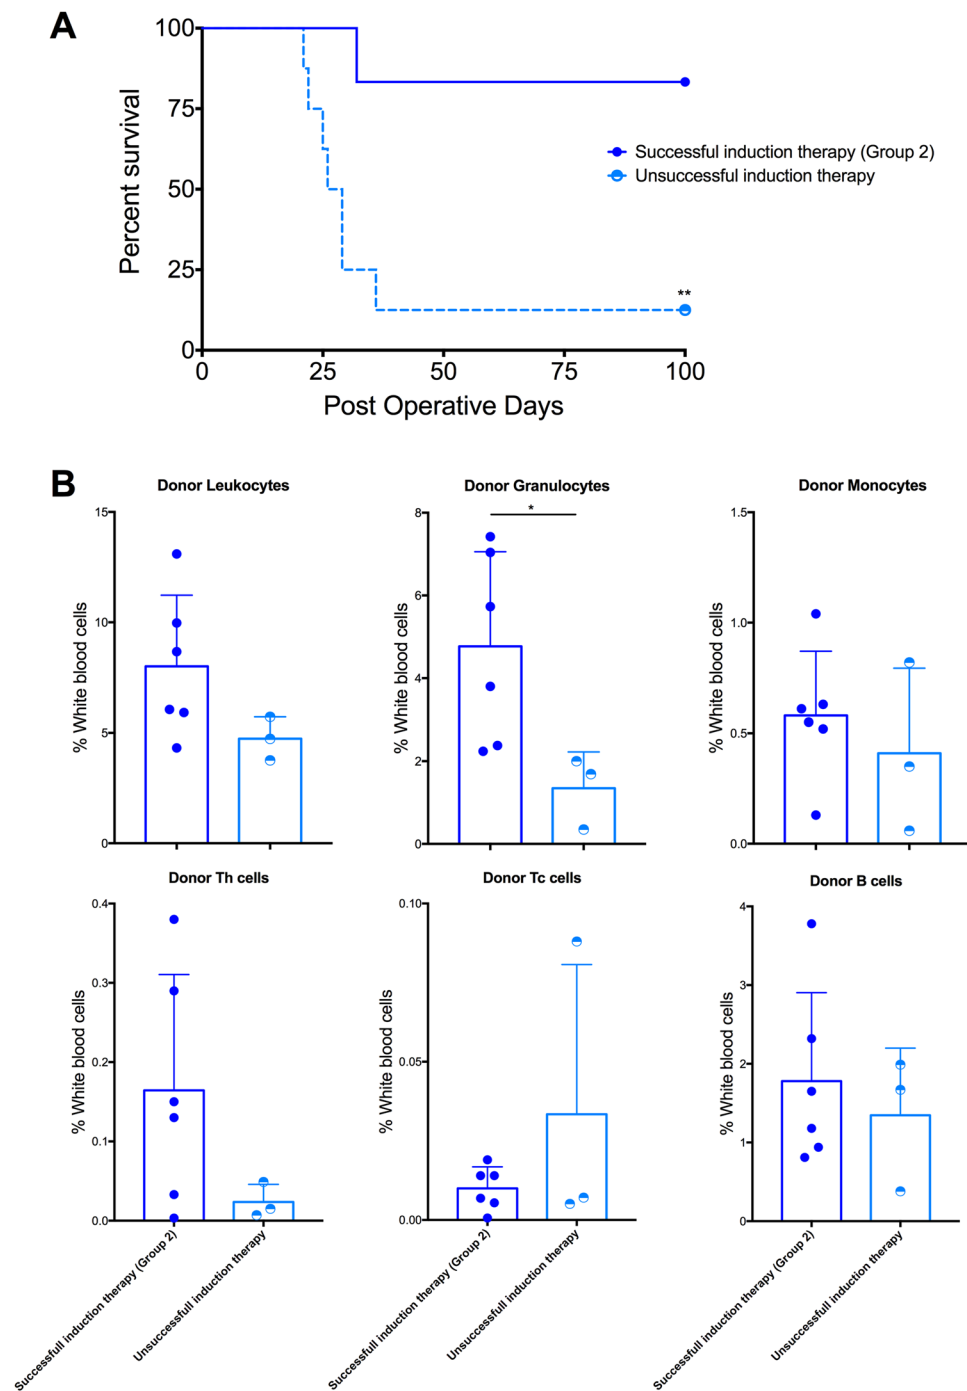 A
100
75
50
25
0
Percent survival
0 25 50 75 100
Post Operative Days
Successful induction therapy (Group 2)
Unsuccessful induction therapy
**
B
Donor Leukocytes
% White blood cells
15
10
5
0
Donor Granulocytes
% White blood cells
8
6
4
2
0
*
Donor Monocytes
% White blood cells
1.5
1.0
0.5
0.0
Donor Th cells
% White blood cells
0.4
0.3
0.2
0.1
0.0
Successfull induction therapy (Group 2)
Unsuccessfull induction therapy
Donor Tc cells
% White blood cells
0.10
0.05
0.00
Successfull induction therapy (Group 2)
Unsuccessfull induction therapy
Donor B cells
% White blood cells
4
3
2
1
0
Successfull induction therapy (Group 2)
Unsuccessfull induction therapy